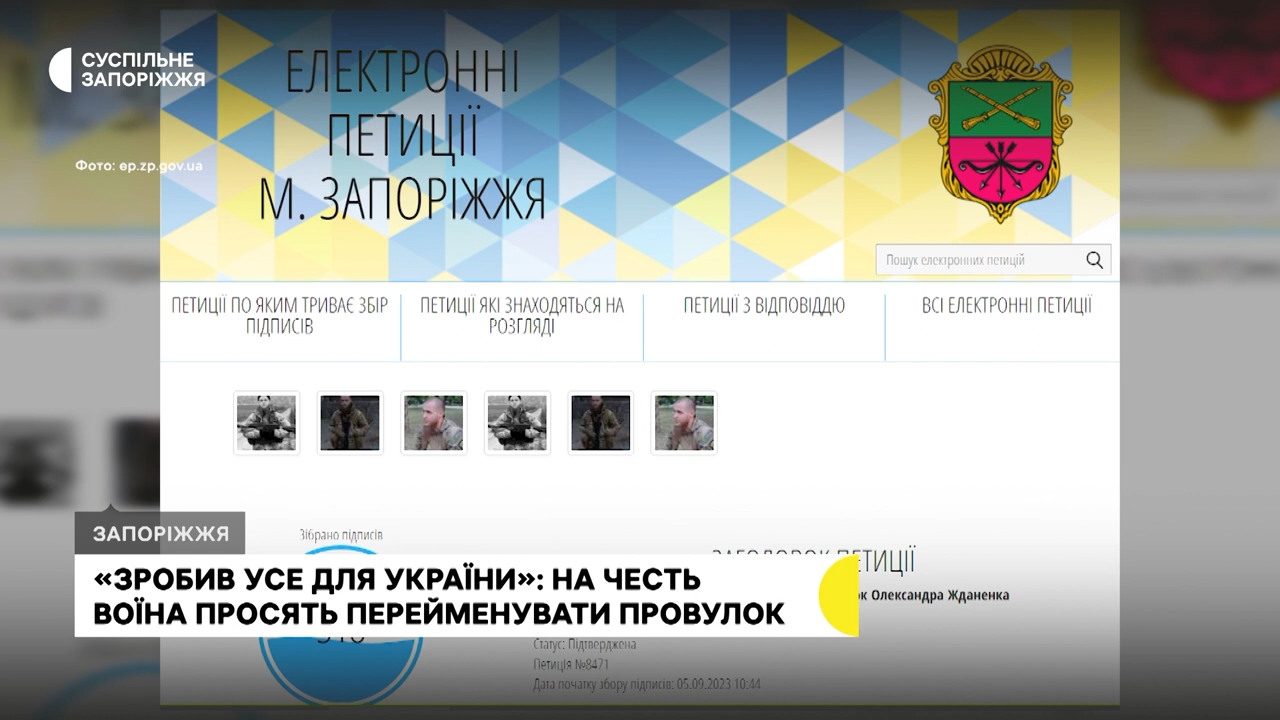 СУСПІЛЬНЕ
ЗАПОРІЖЖЯ
Фото: ep.zp.gov.ua
ЕЛЕКТРОННІ
ПЕТИЦІЇ
М. ЗАПОРІЖЖЯ
Пошук електронних петицій
ПЕТИЦІЇ ПО ЯКИМ ТРИВАЄ ЗБІР
ПІДПИСІВ
ПЕТИЦІЇ ЯКІ ЗНАХОДЯТЬСЯ НА
РОЗГЛЯДІ
ПЕТИЦІЇ З ВІДПОВІДДЮ
ВСІ ЕЛЕКТРОННІ ПЕТИЦІЇ
Зібрано підписів
ЗАГОЛОВОК ПЕТИЦІЇ
Олександра Жданенка
ЗАПОРІЖЖЯ
«ЗРОБИВ УСЕ ДЛЯ УКРАЇНИ»: НА ЧЕСТЬ
ВОЇНА ПРОСЯТЬ ПЕРЕЙМЕНУВАТИ ПРОВУЛОК
Статус: Підтверджена
Петиція №8471
Дата початку збору підписів: 05.09.2023 10:44